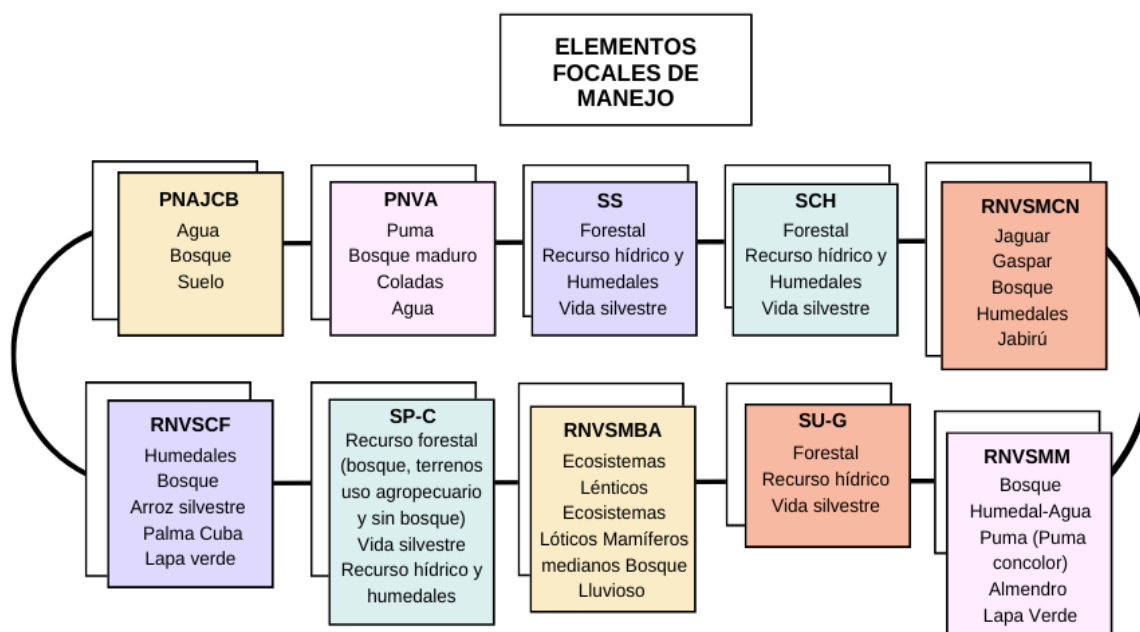 ELEMENTOS
FOCALES DE
MANEJO
PNAJCB
Agua
Bosque
Suelo
PNVA
Puma
Bosque maduro
Coladas
Agua
SS
Forestal
Recurso hídrico y
Humedales
Vida silvestre
SCH
Forestal
Recurso hídrico y
Humedales
Vida silvestre
RNVSMCN
Jaguar
Gaspar
Bosque
Humedales
Jabirú
RNVSCF
Humedales
Bosque
Arroz silvestre
Palma Cuba
Lapa verde
SP-C
Recurso forestal
(bosque, terrenos
uso agropecuario
y sin bosque)
Vida silvestre
Recurso hídrico y
humedales
RNVSMBA
Ecosistemas
Lénticos
Ecosistemas
Lóticos Mamíferos
medianos Bosque
Lluvioso
SU-G
Forestal
Recurso hídrico
Vida silvestre
RNVSMM
Bosque
Humedal-Agua
Puma (Puma
concolor)
Almendro
Lapa Verde